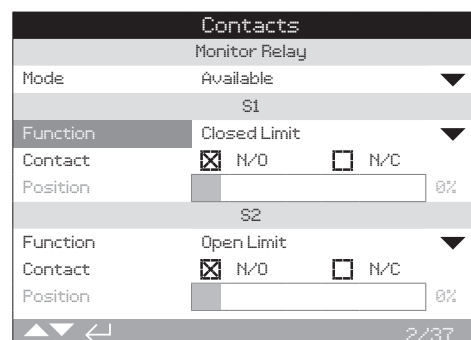 Contacts
Monitor Relay
Mode Available
S1
Function Closed Limit
Contact N/O N/C
Position 0%
S2
Function Open Limit
Contact N/O N/C
Position 0%
2/37